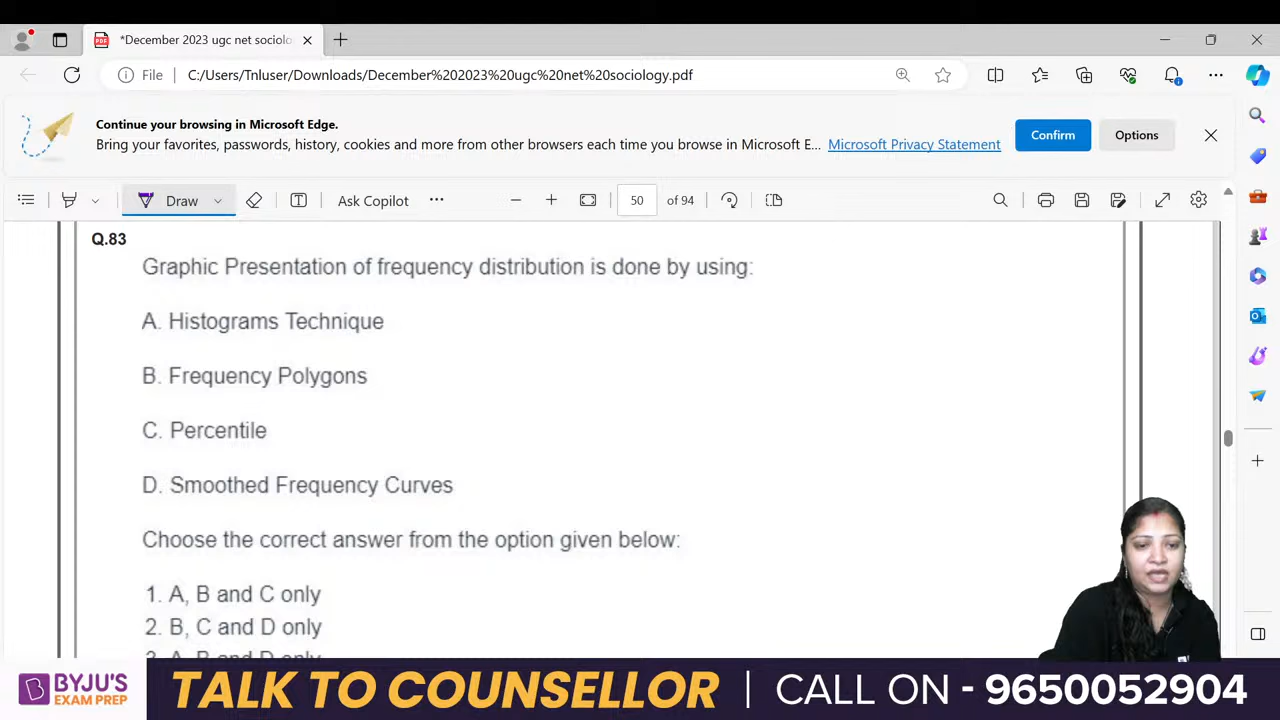 *December 2023 ugc net sociolo
File
C:/Users/Tnluser/Downloads/December%202023%20ugc%20net%20sociology.pdf
Continue your browsing in Microsoft Edge.
Bring your favorites, passwords, history, cookies and more from other browsers each time you browse in Microsoft E... Microsoft Privacy Statement
Confirm
Options
Draw
Ask Copilot
50 of 94
Q.83
Graphic Presentation of frequency distribution is done by using:
A. Histograms Technique
B. Frequency Polygons
C. Percentile
D. Smoothed Frequency Curves
Choose the correct answer from the option given below:
1. A, B and C only
2. B, C and D only
3. A, B and D only
BYJU'S
EXAM PREP
TALK TO COUNSELLOR | CALL ON - 9650052904